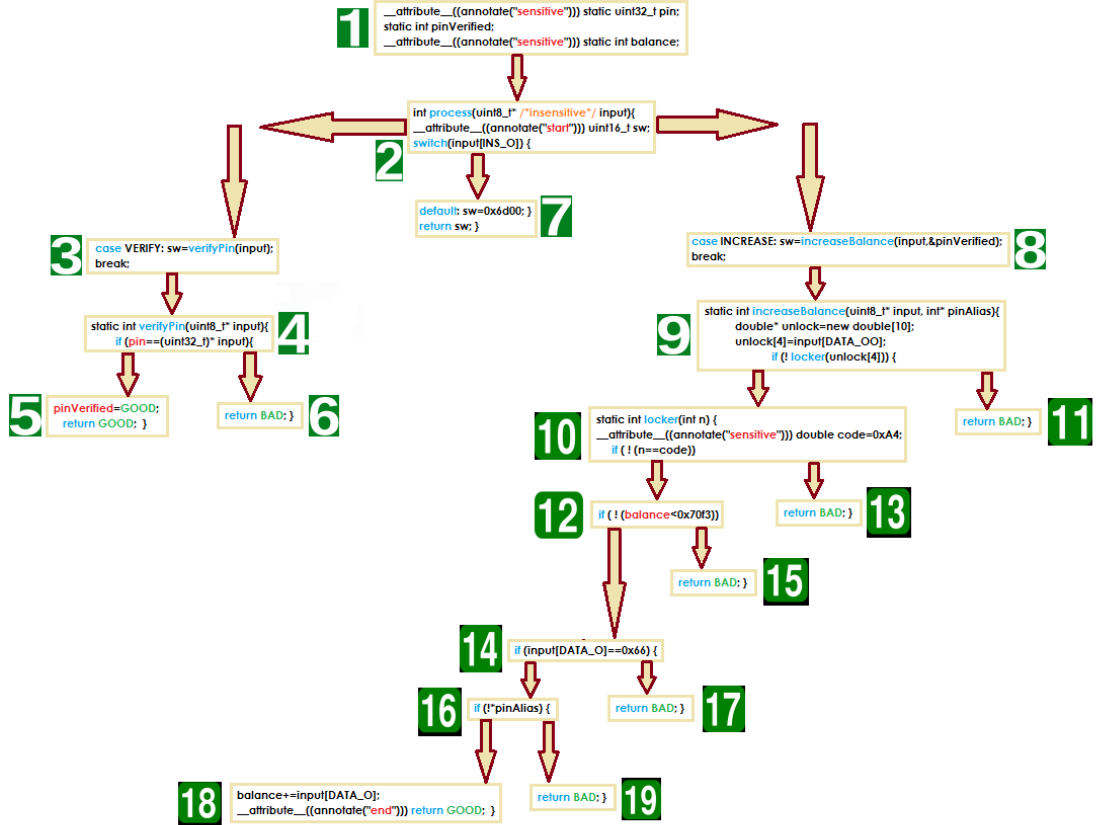 1
__attribute__((annotate("sensitive"))) static uint32_t pin;
static int pinVerified;
__attribute__((annotate("sensitive"))) static int balance;
2
int process(uint8_t* /*insensitive*/ input){
__attribute__((annotate("start"))) uint16_t sw;
switch(input[INS_O]) {
7
default: sw=0x6d00; }
return sw; }
3
case VERIFY: sw=verifyPin(input);
break;
8
case INCREASE: sw=increaseBalance(input,&pinVerified);
break;
4
static int verifyPin(uint8_t* input){
if (pin==(uint32_t)* input){
9
static int increaseBalance(uint8_t* input, int* pinAlias){
double* unlock=new double[10];
unlock[4]=input[DATA_OO];
if (! locker(unlock[4])) {
5
pinVerified=GOOD;
return GOOD; }
6
return BAD; }
10
static int locker(int n) {
__attribute__((annotate("sensitive"))) double code=0xA4;
if ( ! (n==code))
11
return BAD; }
12
if ( ! (balance<0x70f3))
13
return BAD; }
15
return BAD; }
14
if (input[DATA_O]==0x66) {
16
if (!*pinAlias) {
17
return BAD; }
18
balance+=input[DATA_O];
__attribute__((annotate("end"))) return GOOD; }
19
return BAD; }